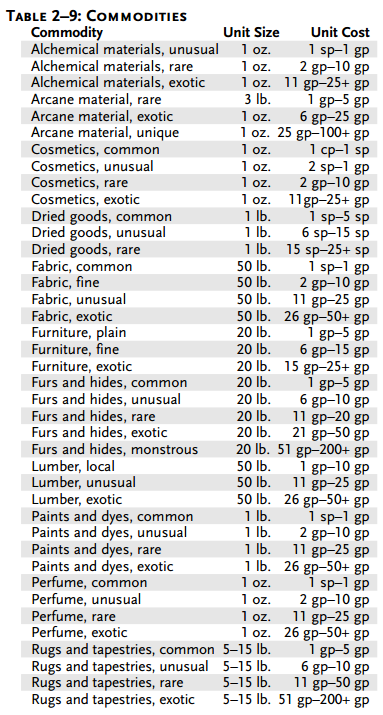 TABLE 2–9: COMMODITIES
Commodity Unit Size Unit Cost
Alchemical materials, unusual 1 oz. 1 sp–1 gp
Alchemical materials, rare 1 oz. 2 gp–10 gp
Alchemical materials, exotic 1 oz. 11 gp–25+ gp
Arcane material, rare 3 lb. 1 gp–5 gp
Arcane material, exotic 1 oz. 6 gp–25 gp
Arcane material, unique 1 oz. 25 gp–100+ gp
Cosmetics, common 1 oz. 1 cp–1 sp
Cosmetics, unusual 1 oz. 2 sp–1 gp
Cosmetics, rare 1 oz. 2 gp–10 gp
Cosmetics, exotic 1 oz. 11gp–25+ gp
Dried goods, common 1 lb. 1 sp–5 sp
Dried goods, unusual 1 lb. 6 sp–15 sp
Dried goods, rare 1 lb. 15 sp–25+ sp
Fabric, common 50 lb. 1 sp–1 gp
Fabric, fine 50 lb. 2 gp–10 gp
Fabric, unusual 50 lb. 11 gp–25 gp
Fabric, exotic 50 lb. 26 gp–50+ gp
Furniture, plain 20 lb. 1 gp–5 gp
Furniture, fine 20 lb. 6 gp–15 gp
Furniture, exotic 20 lb. 15 gp–25+ gp
Furs and hides, common 20 lb. 1 gp–5 gp
Furs and hides, unusual 20 lb. 6 gp–10 gp
Furs and hides, rare 20 lb. 11 gp–20 gp
Furs and hides, exotic 20 lb. 21 gp–50 gp
Furs and hides, monstrous 20 lb. 51 gp–200+ gp
Lumber, local 50 lb. 1 gp–10 gp
Lumber, unusual 50 lb. 11 gp–25 gp
Lumber, exotic 50 lb. 26 gp–50+ gp
Paints and dyes, common 1 lb. 1 sp–1 gp
Paints and dyes, unusual 1 lb. 2 gp–10 gp
Paints and dyes, rare 1 lb. 11 gp–25 gp
Paints and dyes, exotic 1 lb. 26 gp–50+ gp
Perfume, common 1 oz. 1 sp–1 gp
Perfume, unusual 1 oz. 2 gp–10 gp
Perfume, rare 1 oz. 11 gp–25 gp
Perfume, exotic 1 oz. 26 gp–50+ gp
Rugs and tapestries, common 5–15 lb. 1 gp–5 gp
Rugs and tapestries, unusual 5–15 lb. 6 gp–10 gp
Rugs and tapestries, rare 5–15 lb. 11 gp–50 gp
Rugs and tapestries, exotic 5–15 lb. 51 gp–200+ gp